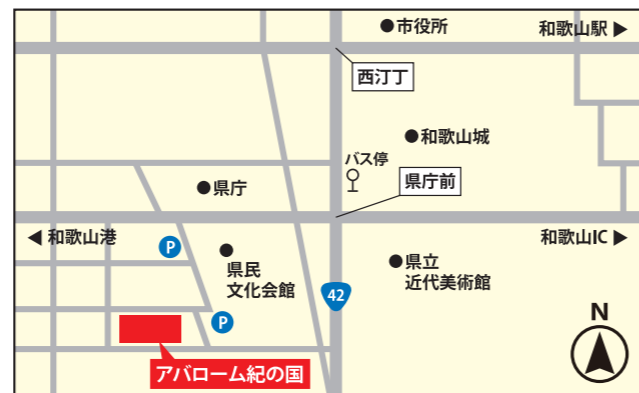 市役所
和歌山駅 ▶
西汀丁
和歌山城
バス停
県庁前
県庁
◀ 和歌山港
P
県民
文化会館
和歌山IC ▶
県立
近代美術館
42
P
N
アバローム紀の国